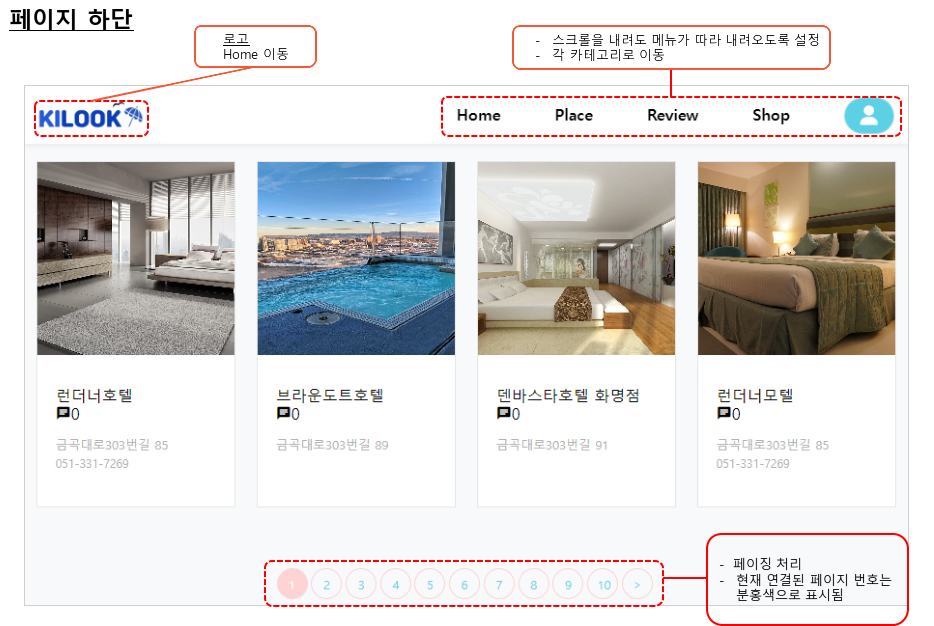 페이지 하단
로고
Home 이동
- 스크롤을 내려도 메뉴가 따라 내려오도록 설정
- 각 카테고리로 이동
KILOOK
Home Place Review Shop
런더너호텔
0
금곡대로303번길 85
051-331-7269
브라운도트호텔
0
금곡대로303번길 89
덴바스타호텔 화명점
0
금곡대로303번길 91
런더너모텔
0
금곡대로303번길 85
051-331-7269
1 2 3 4 5 6 7 8 9 10 >
- 페이징 처리
- 현재 연결된 페이지 번호는
분홍색으로 표시됨